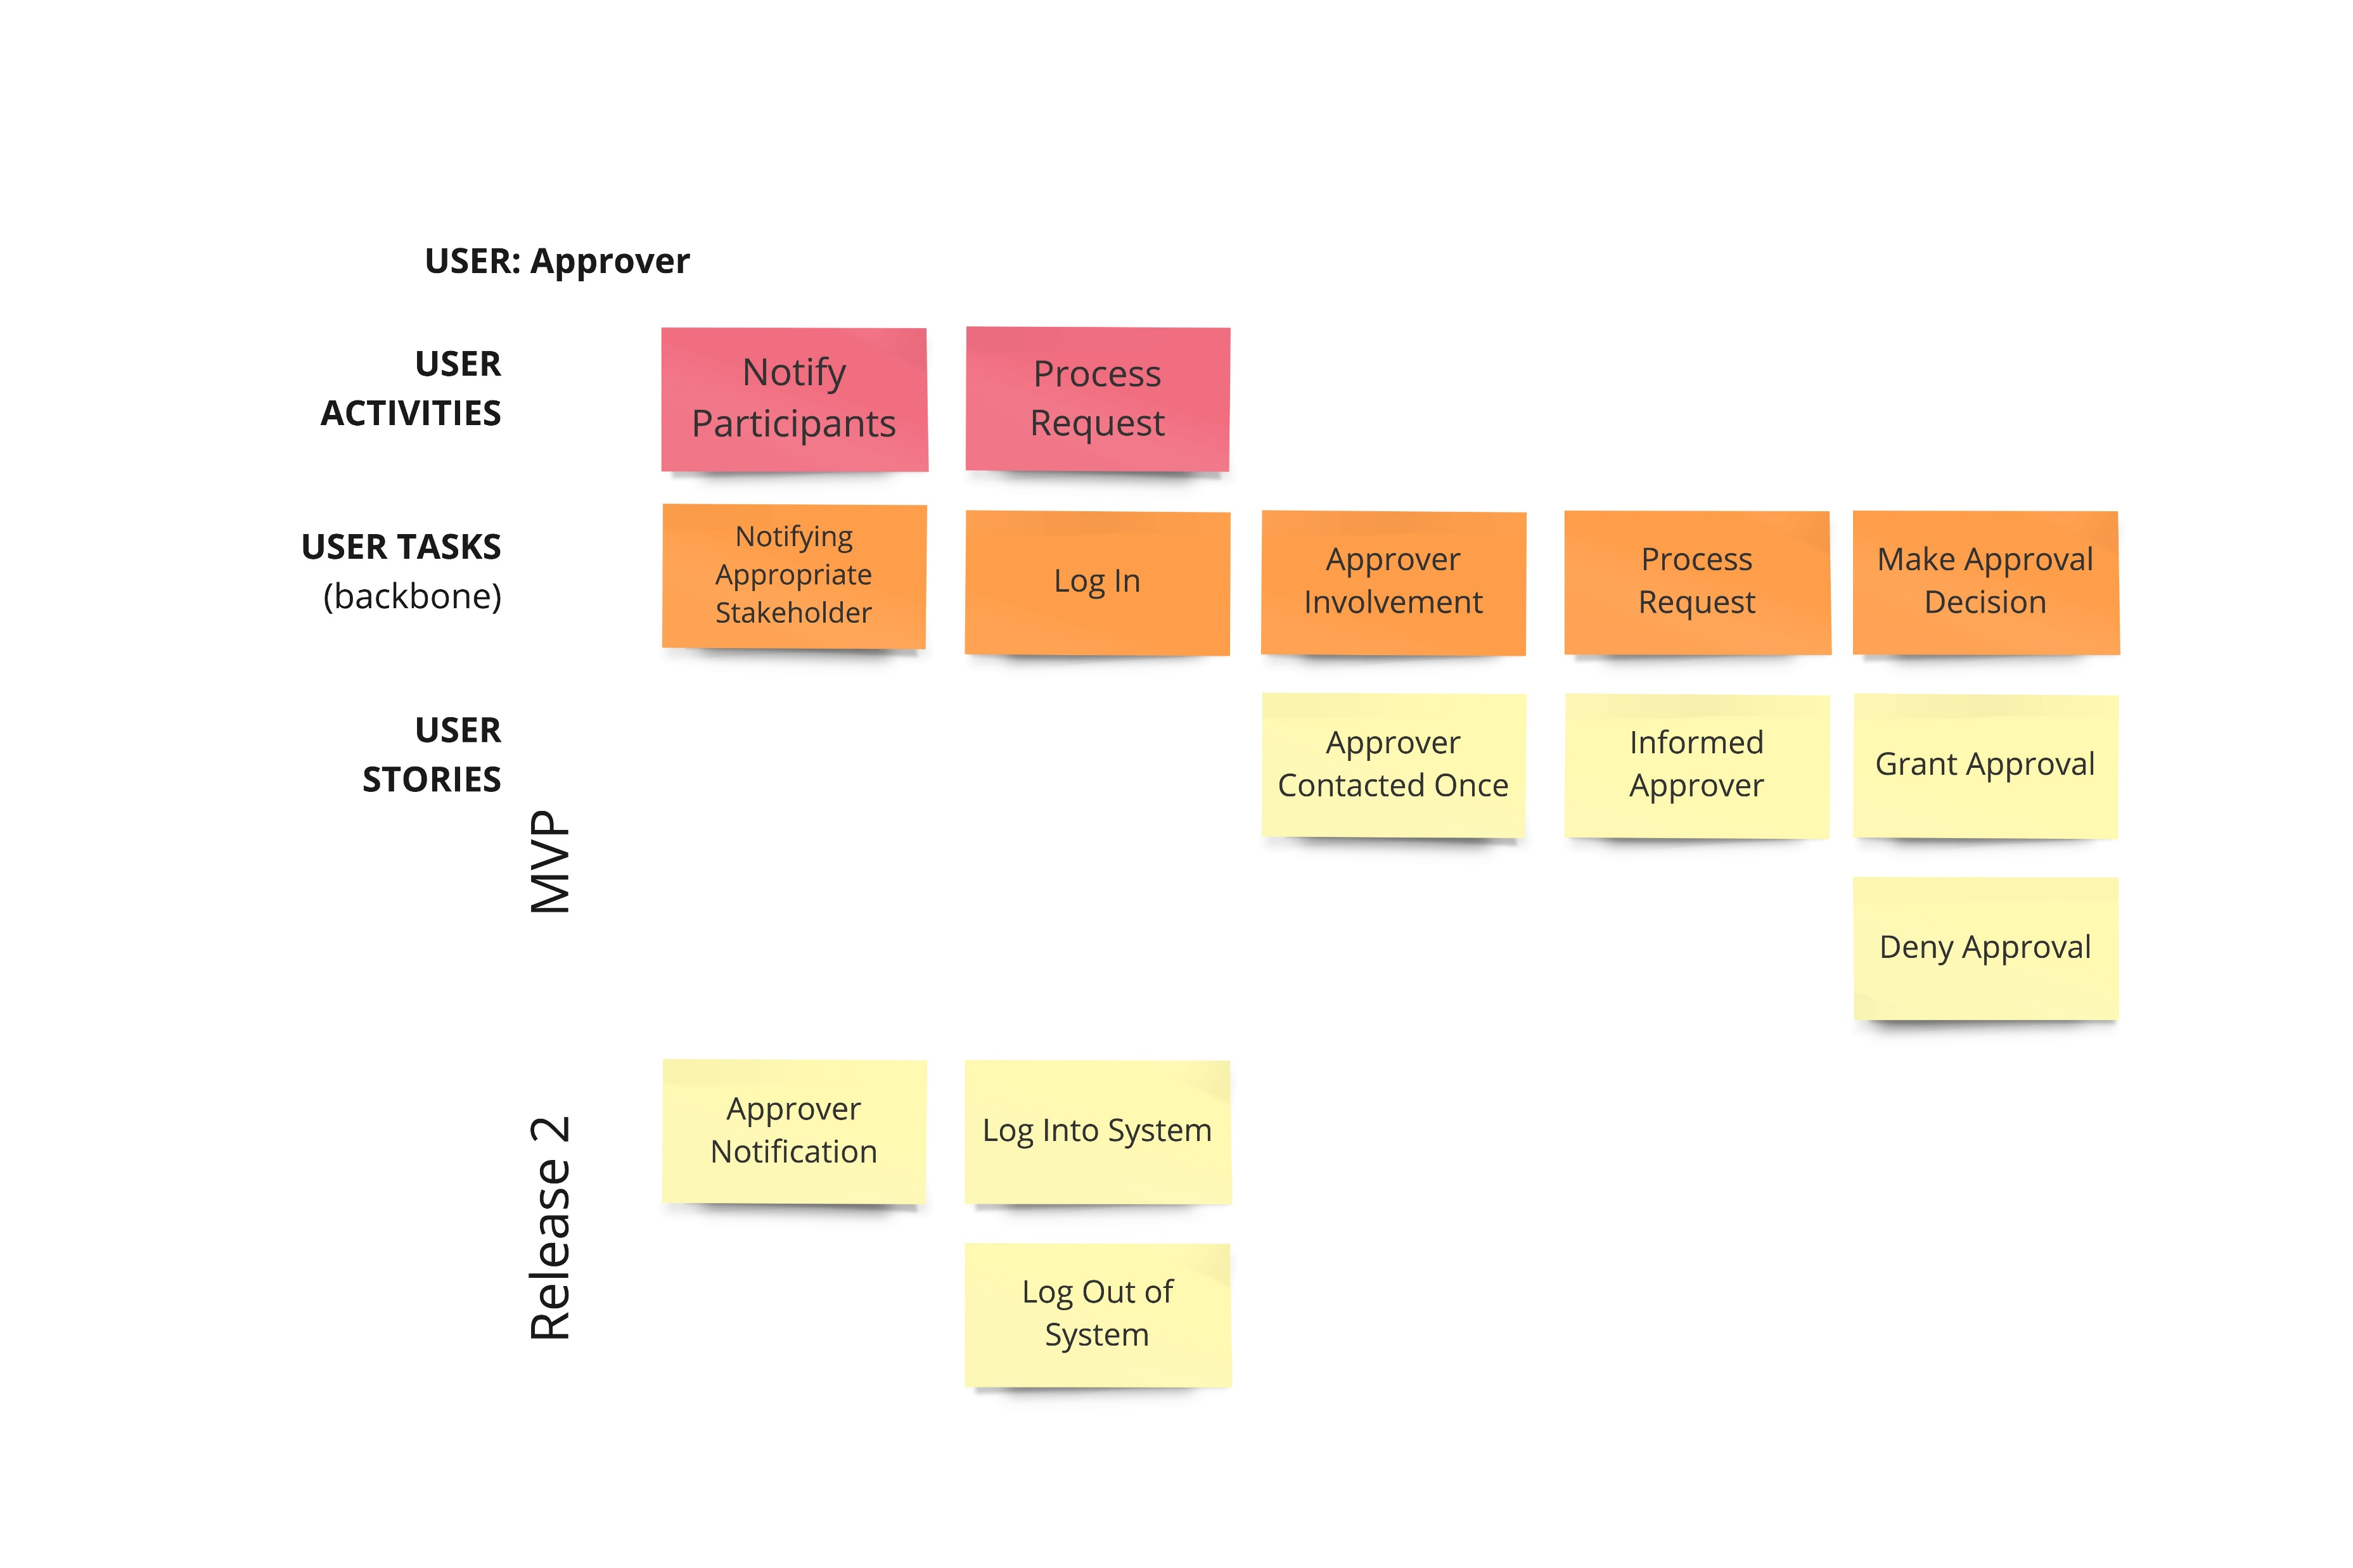 USER: Approver
USER
ACTIVITIES
Notify
Participants
Process
Request
USER TASKS
(backbone)
Notifying
Appropriate
Stakeholder
Log In
Approver
Involvement
Process
Request
Make Approval
Decision
USER
STORIES
MVP
Approver
Contacted Once
Informed
Approver
Grant Approval
Deny Approval
Release 2
Approver
Notification
Log Into System
Log Out of
System